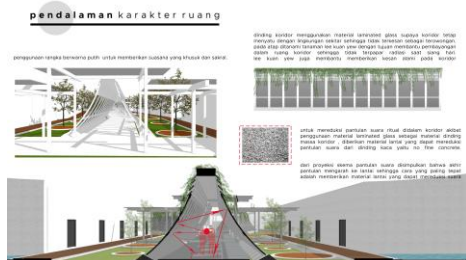 pendalaman karakter ruang
penggunaan rangka berwarna putih untuk memberikan suasana yang khusuk dan sakral.
dinding koridor menggunakan material laminated glass supaya koridor tetap
menyatu dengan lingkungan sekitar sehingga tidak terkesan sebagai terowongan.
pada atap ditanami tanaman lee kuan yew dengan tujuan membantu pembayangan
dalam ruang koridor sehingga tidak terpapar radiasi saat siang hari.
lee kuan yew juga membantu memberikan kesan alami pada koridor
untuk mereduksi pantulan suara ritual didalam koridor akibat
penggunaan material laminated glass sebagai material dinding
massa koridor , diberikan material lantai yang dapat mereduksi
pantulan suara dari dinding kaca yaitu no fine concrete.
dari proyeksi skema pantulan suara disimpulkan bahwa akhir
pantulan mengarah ke lantai sehingga cara yang paling tepat
adalah memberikan material lantai yang dapat mereduksi suara